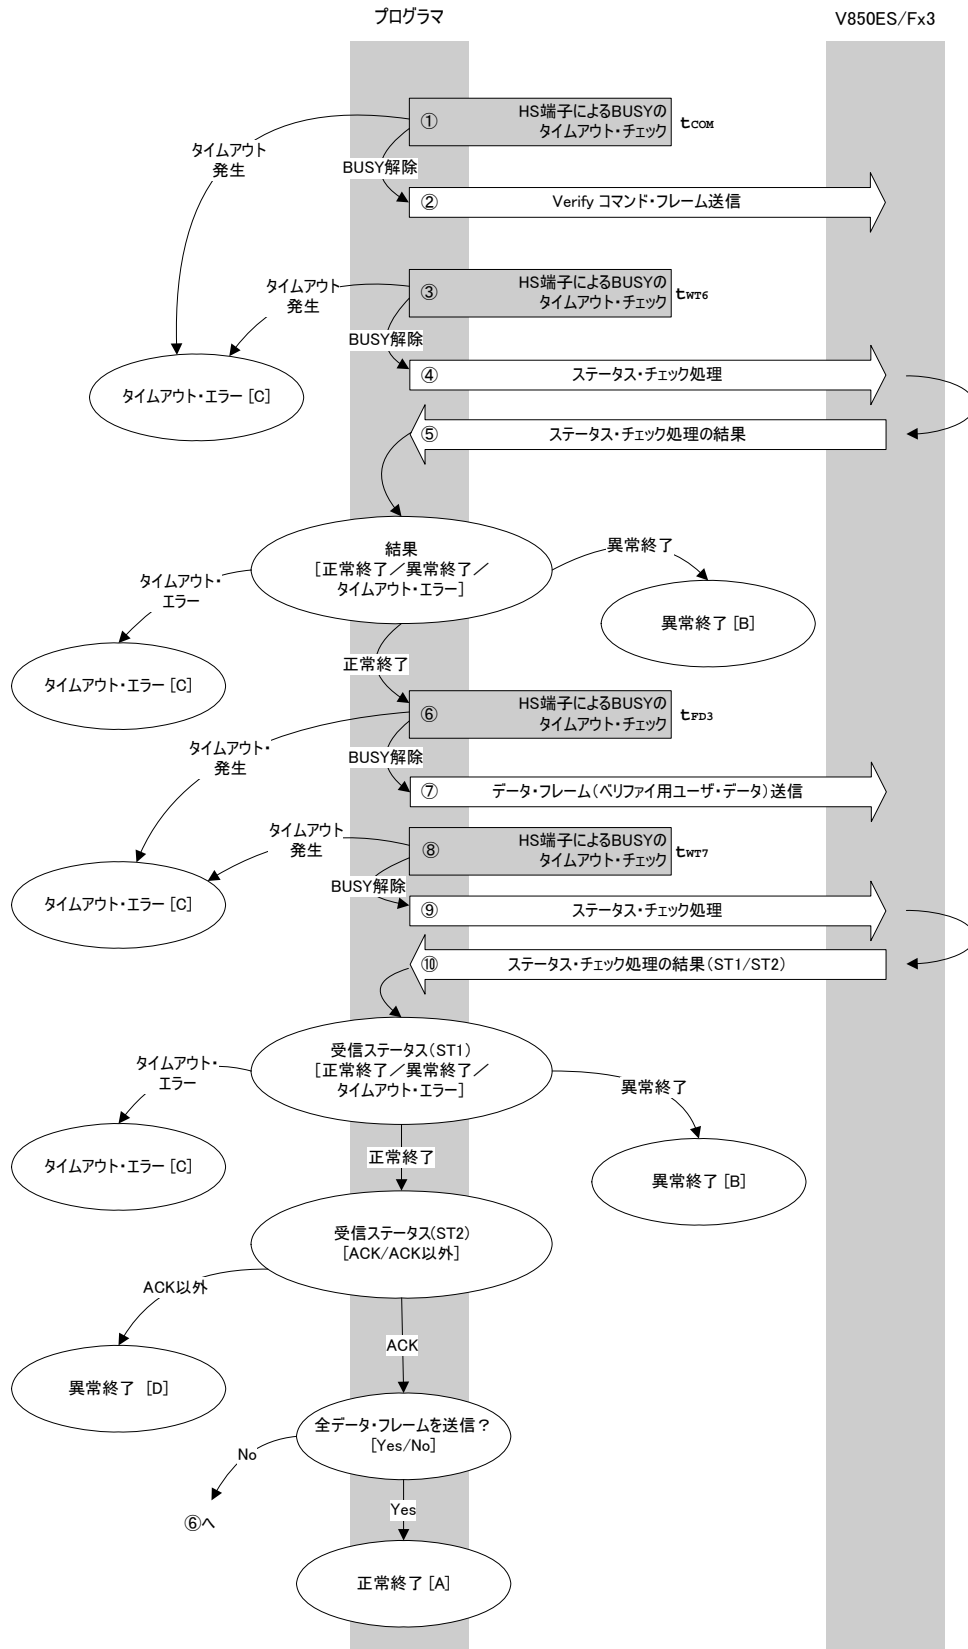 プログラマ
V850ES/Fx3
①
HS端子によるBUSYの
タイムアウト・チェック
tCOM
タイムアウト
発生
BUSY解除
②
Verify コマンド・フレーム送信
③
HS端子によるBUSYの
タイムアウト・チェック
tWT6
タイムアウト
発生
BUSY解除
④
ステータス・チェック処理
タイムアウト・エラー [C]
⑤
ステータス・チェック処理の結果
結果
[正常終了／異常終了／
タイムアウト・エラー]
異常終了
タイムアウト・
エラー
異常終了 [B]
正常終了
タイムアウト・エラー [C]
⑥
HS端子によるBUSYの
タイムアウト・チェック
tFD3
タイムアウト・
発生
BUSY解除
⑦
データ・フレーム（ベリファイ用ユーザ・データ）送信
タイムアウト
発生
⑧
HS端子によるBUSYの
タイムアウト・チェック
tWT7
BUSY解除
タイムアウト・エラー [C]
⑨
ステータス・チェック処理
⑩
ステータス・チェック処理の結果（ST1/ST2）
受信ステータス（ST1）
[正常終了／異常終了／
タイムアウト・エラー]
タイムアウト・
エラー
異常終了
正常終了
タイムアウト・エラー [C]
異常終了 [B]
受信ステータス(ST2)
[ACK/ACK以外]
ACK以外
ACK
異常終了 [D]
全データ・フレームを送信？
[Yes/No]
No
⑥へ
Yes
正常終了 [A]